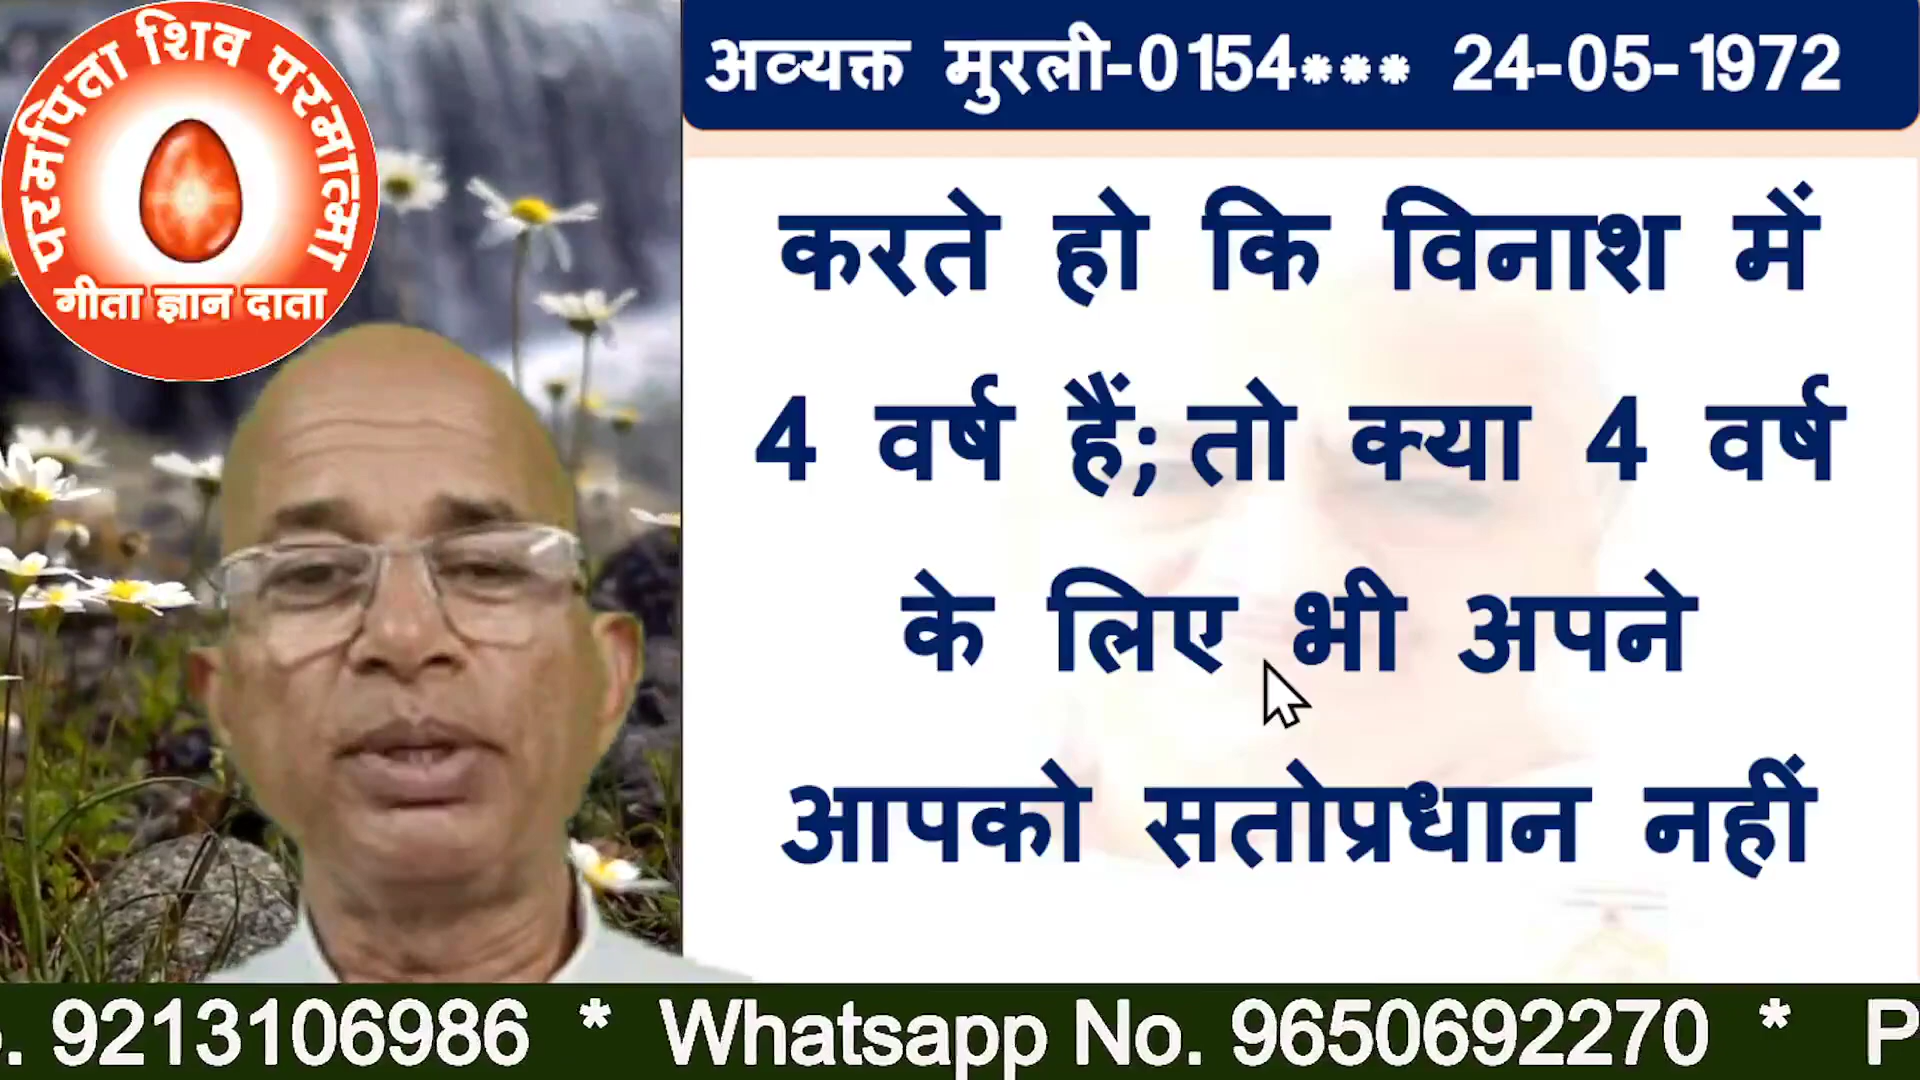 परमपिता शिव परमात्मा
गीता ज्ञान दाता
अव्यक्त मुरली-0154*** 24-05-1972
करते हो कि विनाश में
4 वर्ष हैं; तो क्या 4 वर्ष
के लिए भी अपने
आपको सतोप्रधान नहीं
. 9213106986 * Whatsapp No. 9650692270 * P